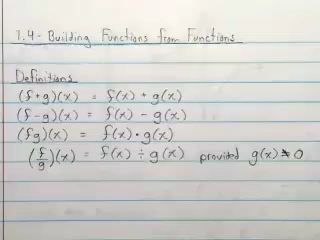 1.4 - Building Functions from Functions
Definitions
(f+g)(x) = f(x) + g(x)
(f-g)(x) = f(x) - g(x)
(fg)(x) = f(x) · g(x)
(f/g)(x) = f(x) ÷ g(x) provided g(x) ≠ 0